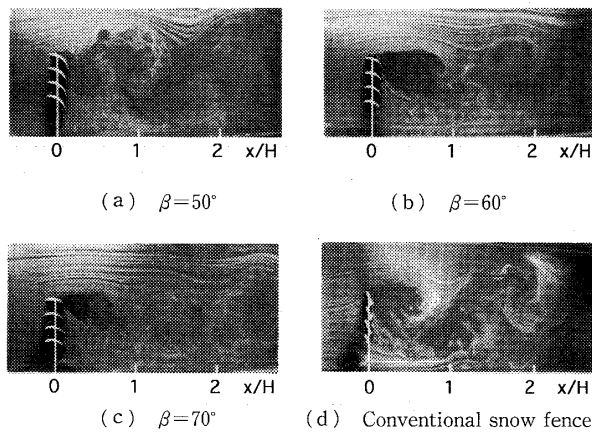 0 1 2 x/H
0 1 2 x/H
(a) β=50°
(b) β=60°
0 1 2 x/H
0 1 2 x/H
(c) β=70°
(d) Conventional snow fence